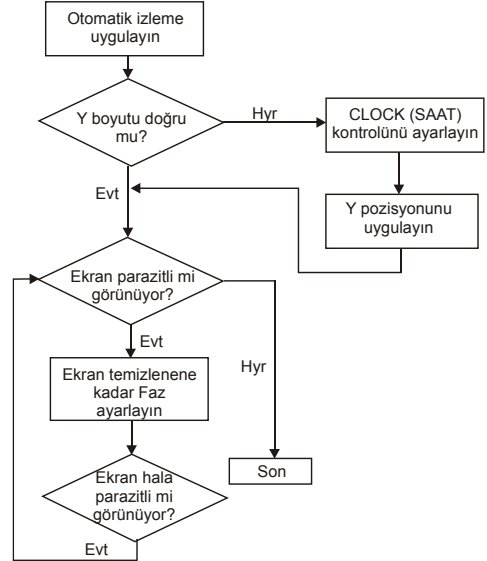 Otomatik izleme
uygulayın
Y boyutu doğru
mu?
Hyr
CLOCK (SAAT)
kontrolünü ayarlayın
Evt
Y pozisyonunu
uygulayın
Ekran parazitli mi
görünüyor?
Evt
Hyr
Ekran temizlenene
kadar Faz
ayarlayın
Son
Ekran hala
parazitli mi
görünüyor?
Evt